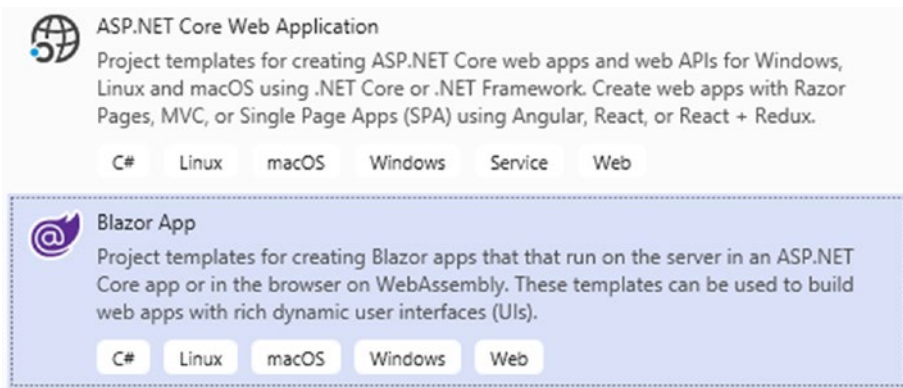 ASP.NET Core Web Application
Project templates for creating ASP.NET Core web apps and web APIs for Windows,
Linux and macOS using .NET Core or .NET Framework. Create web apps with Razor
Pages, MVC, or Single Page Apps (SPA) using Angular, React, or React + Redux.
C# Linux macOS Windows Service Web
Blazor App
Project templates for creating Blazor apps that that run on the server in an ASP.NET
Core app or in the browser on WebAssembly. These templates can be used to build
web apps with rich dynamic user interfaces (UIs).
C# Linux macOS Windows Web